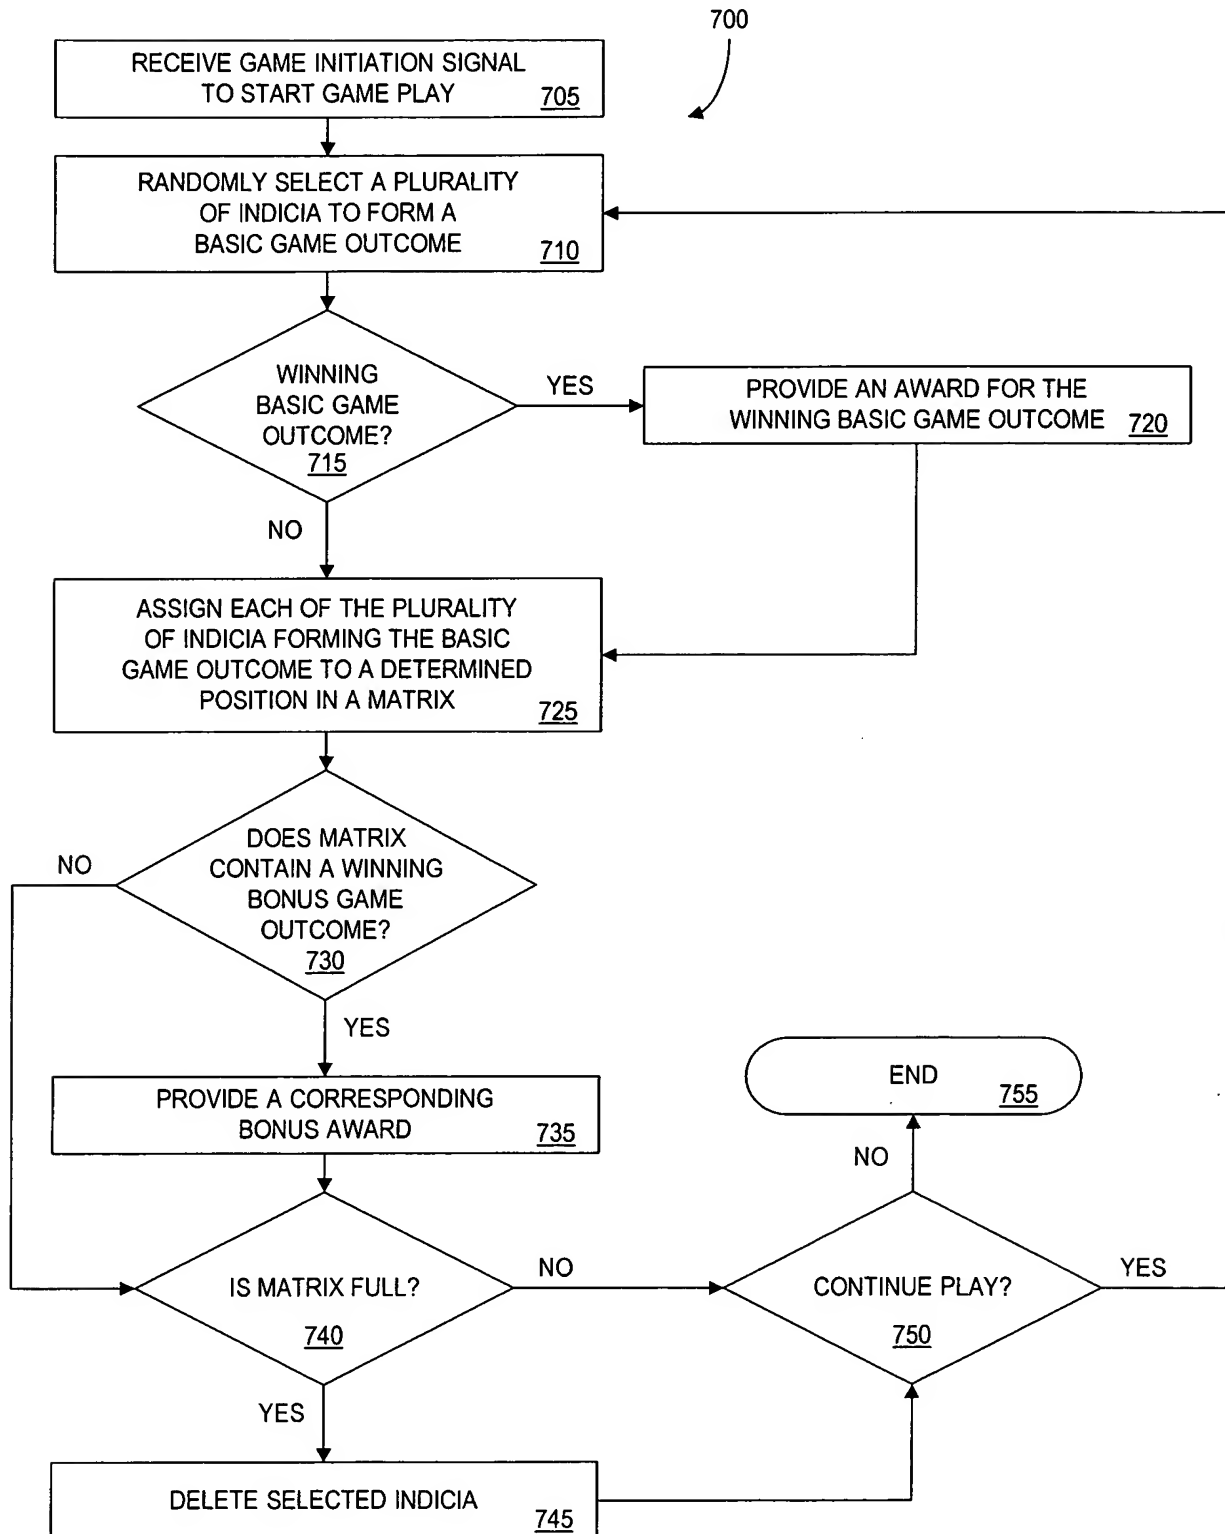 700
RECEIVE GAME INITIATION SIGNAL
TO START GAME PLAY
705
RANDOMLY SELECT A PLURALITY
OF INDICIA TO FORM A
BASIC GAME OUTCOME
710
WINNING
BASIC GAME
OUTCOME?
715
YES
PROVIDE AN AWARD FOR THE
WINNING BASIC GAME OUTCOME
720
NO
ASSIGN EACH OF THE PLURALITY
OF INDICIA FORMING THE BASIC
GAME OUTCOME TO A DETERMINED
POSITION IN A MATRIX
725
DOES MATRIX
CONTAIN A WINNING
BONUS GAME
OUTCOME?
730
NO
YES
PROVIDE A CORRESPONDING
BONUS AWARD
735
END
755
NO
IS MATRIX FULL?
740
NO
CONTINUE PLAY?
750
YES
YES
DELETE SELECTED INDICIA
745